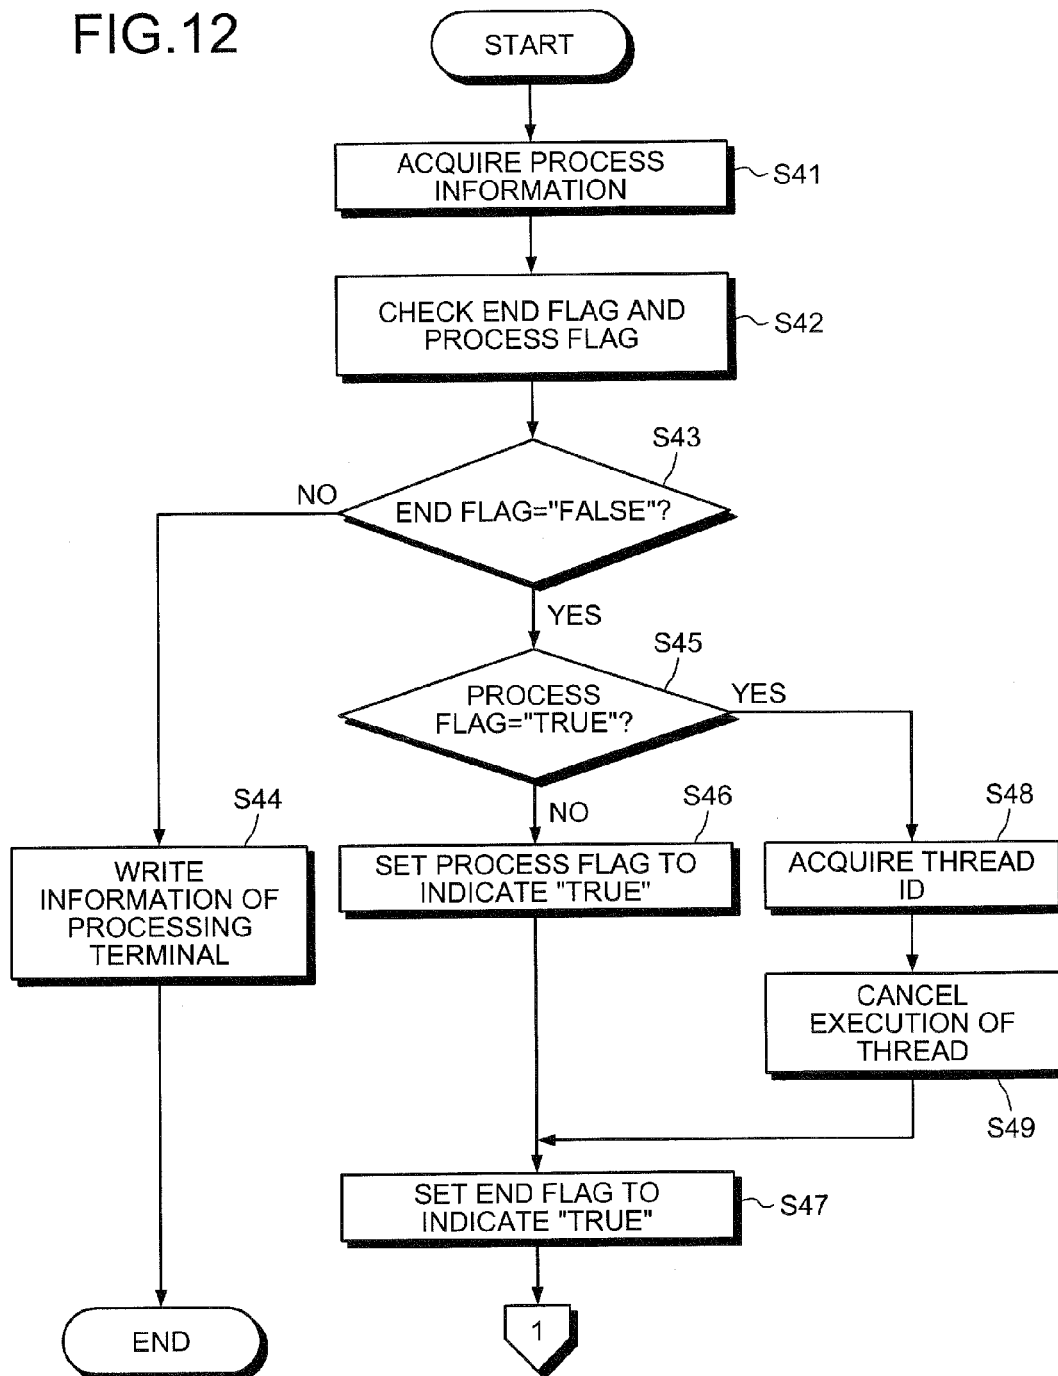 FIG.12
START
ACQUIRE PROCESS
INFORMATION
S41
CHECK END FLAG AND
PROCESS FLAG
S42
S43
NO
END FLAG="FALSE"?
YES
S45
PROCESS
FLAG="TRUE"?
YES
NO
S44
WRITE
INFORMATION OF
PROCESSING
TERMINAL
S46
SET PROCESS FLAG TO
INDICATE "TRUE"
S48
ACQUIRE THREAD
ID
CANCEL
EXECUTION OF
THREAD
S49
SET END FLAG TO
INDICATE "TRUE"
S47
END
1